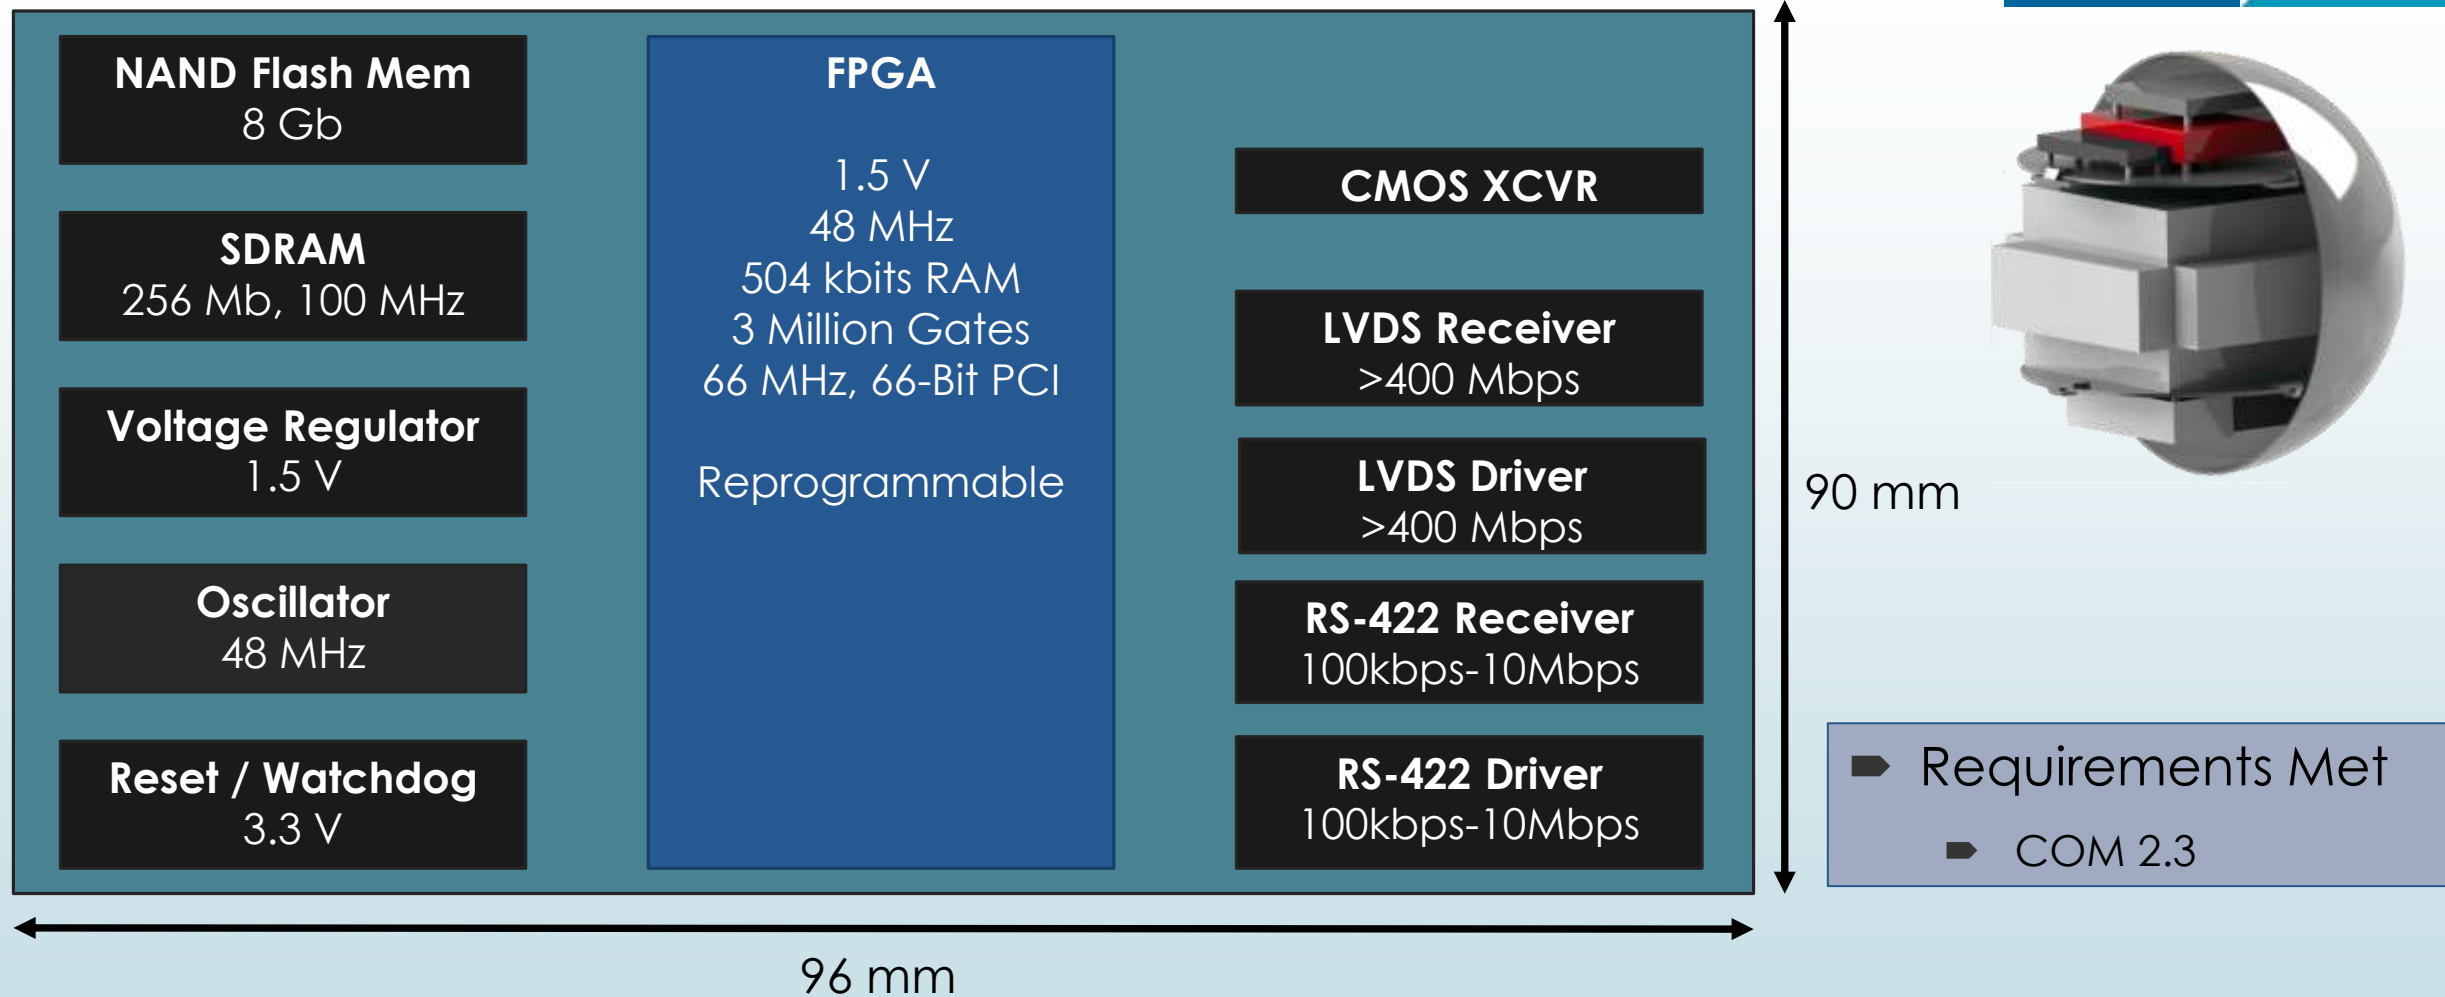 NAND Flash Mem
8 Gb
SDRAM
256 Mb, 100 MHz
Voltage Regulator
1.5 V
Oscillator
48 MHz
Reset / Watchdog
3.3 V
FPGA
1.5 V
48 MHz
504 kbits RAM
3 Million Gates
66 MHz, 66-Bit PCI
Reprogrammable
CMOS XCVR
LVDS Receiver
>400 Mbps
LVDS Driver
>400 Mbps
RS-422 Receiver
100kbps-10Mbps
RS-422 Driver
100kbps-10Mbps
90 mm
96 mm
Requirements Met
COM 2.3